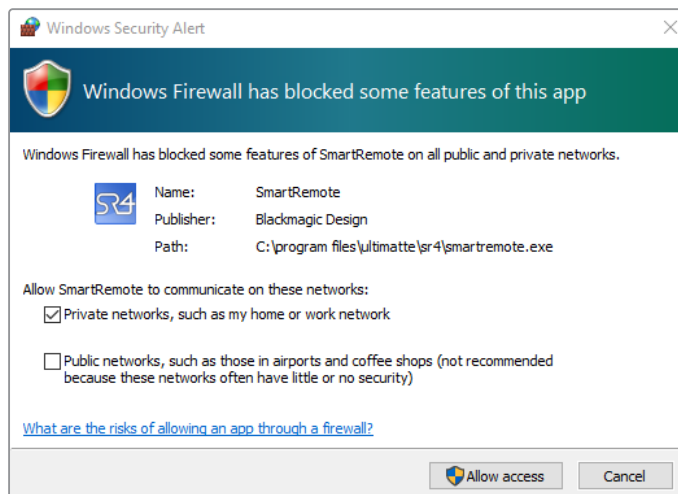 Windows Security Alert
Windows Firewall has blocked some features of this app
Windows Firewall has blocked some features of SmartRemote on all public and private networks.
SR4
Name: SmartRemote
Publisher: Blackmagic Design
Path: C:\program files\ultimatte\sr4\smartremote.exe
Allow SmartRemote to communicate on these networks:
Private networks, such as my home or work network
Public networks, such as those in airports and coffee shops (not recommended
because these networks often have little or no security)
What are the risks of allowing an app through a firewall?
Allow access Cancel